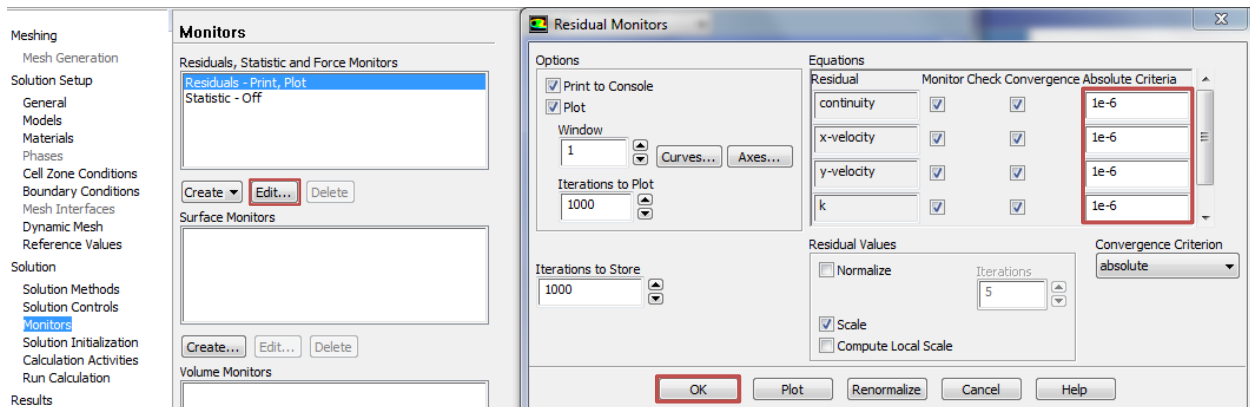 Meshing
Mesh Generation
Solution Setup
General
Models
Materials
Phases
Cell Zone Conditions
Boundary Conditions
Mesh Interfaces
Dynamic Mesh
Reference Values
Solution
Solution Methods
Solution Controls
Monitors
Solution Initialization
Calculation Activities
Run Calculation
Results
Monitors
Residuals, Statistic and Force Monitors
Residuals - Print, Plot
Statistic - Off
Create Edit... Delete
Surface Monitors
Create... Edit... Delete
Volume Monitors
Residual Monitors
Options
Print to Console
Plot
Window
1 Curves... Axes...
Iterations to Plot
1000
Iterations to Store
1000
Equations
Residual Monitor Check Convergence Absolute Criteria
continuity 1e-6
x-velocity 1e-6
y-velocity 1e-6
k 1e-6
Residual Values
Normalize Iterations
5
Scale
Compute Local Scale
Convergence Criterion
absolute
OK Plot Renormalize Cancel Help